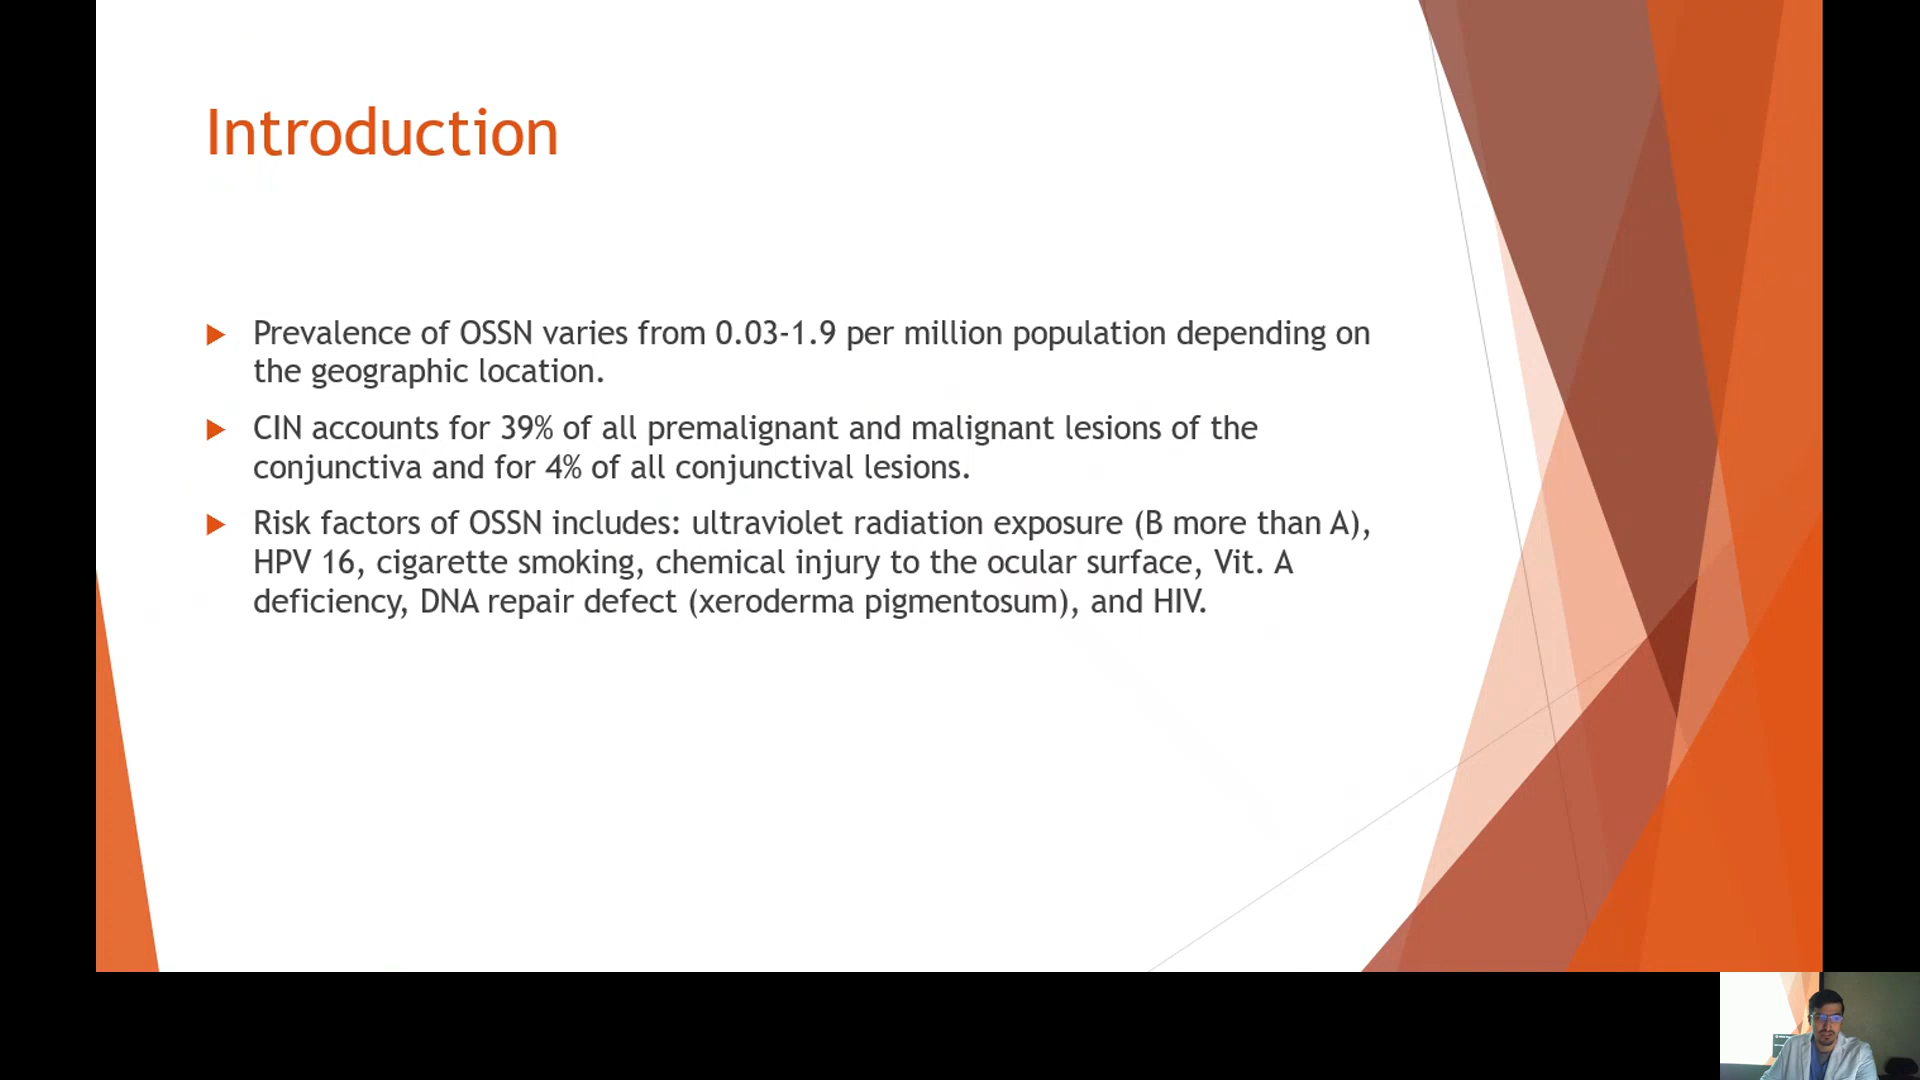 Introduction
Prevalence of OSSN varies from 0.03-1.9 per million population depending on
the geographic location.
CIN accounts for 39% of all premalignant and malignant lesions of the
conjunctiva and for 4% of all conjunctival lesions.
Risk factors of OSSN includes: ultraviolet radiation exposure (B more than A),
HPV 16, cigarette smoking, chemical injury to the ocular surface, Vit. A
deficiency, DNA repair defect (xeroderma pigmentosum), and HIV.